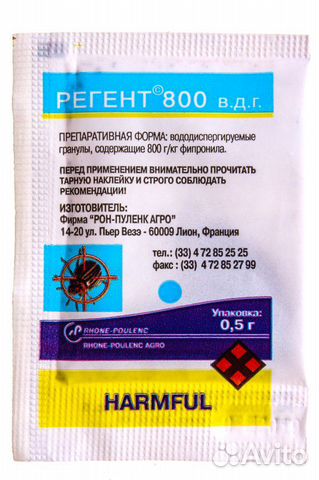 РЕГЕНТ© 800 в.д.г.
ПРЕПАРАТИВНАЯ ФОРМА: вододиспергируемые
гранулы, содержащие 800 г/кг фипронила.
ПЕРЕД ПРИМЕНЕНИЕМ ВНИМАТЕЛЬНО ПРОЧИТАТЬ
ТАРНУЮ НАКЛЕЙКУ И СТРОГО СОБЛЮДАТЬ
РЕКОМЕНДАЦИИ!
ИЗГОТОВИТЕЛЬ:
Фирма "РОН-ПУЛЕНК АГРО"
14-20 ул. Пьер Везэ - 60009 Лион, Франция
тел.: (33) 4 72 85 25 25
факс : (33) 4 72 85 27 99
Упаковка:
0,5 г
RHONE-POULENC
RHONE-POULENC AGRO
HARMFUL
Avito